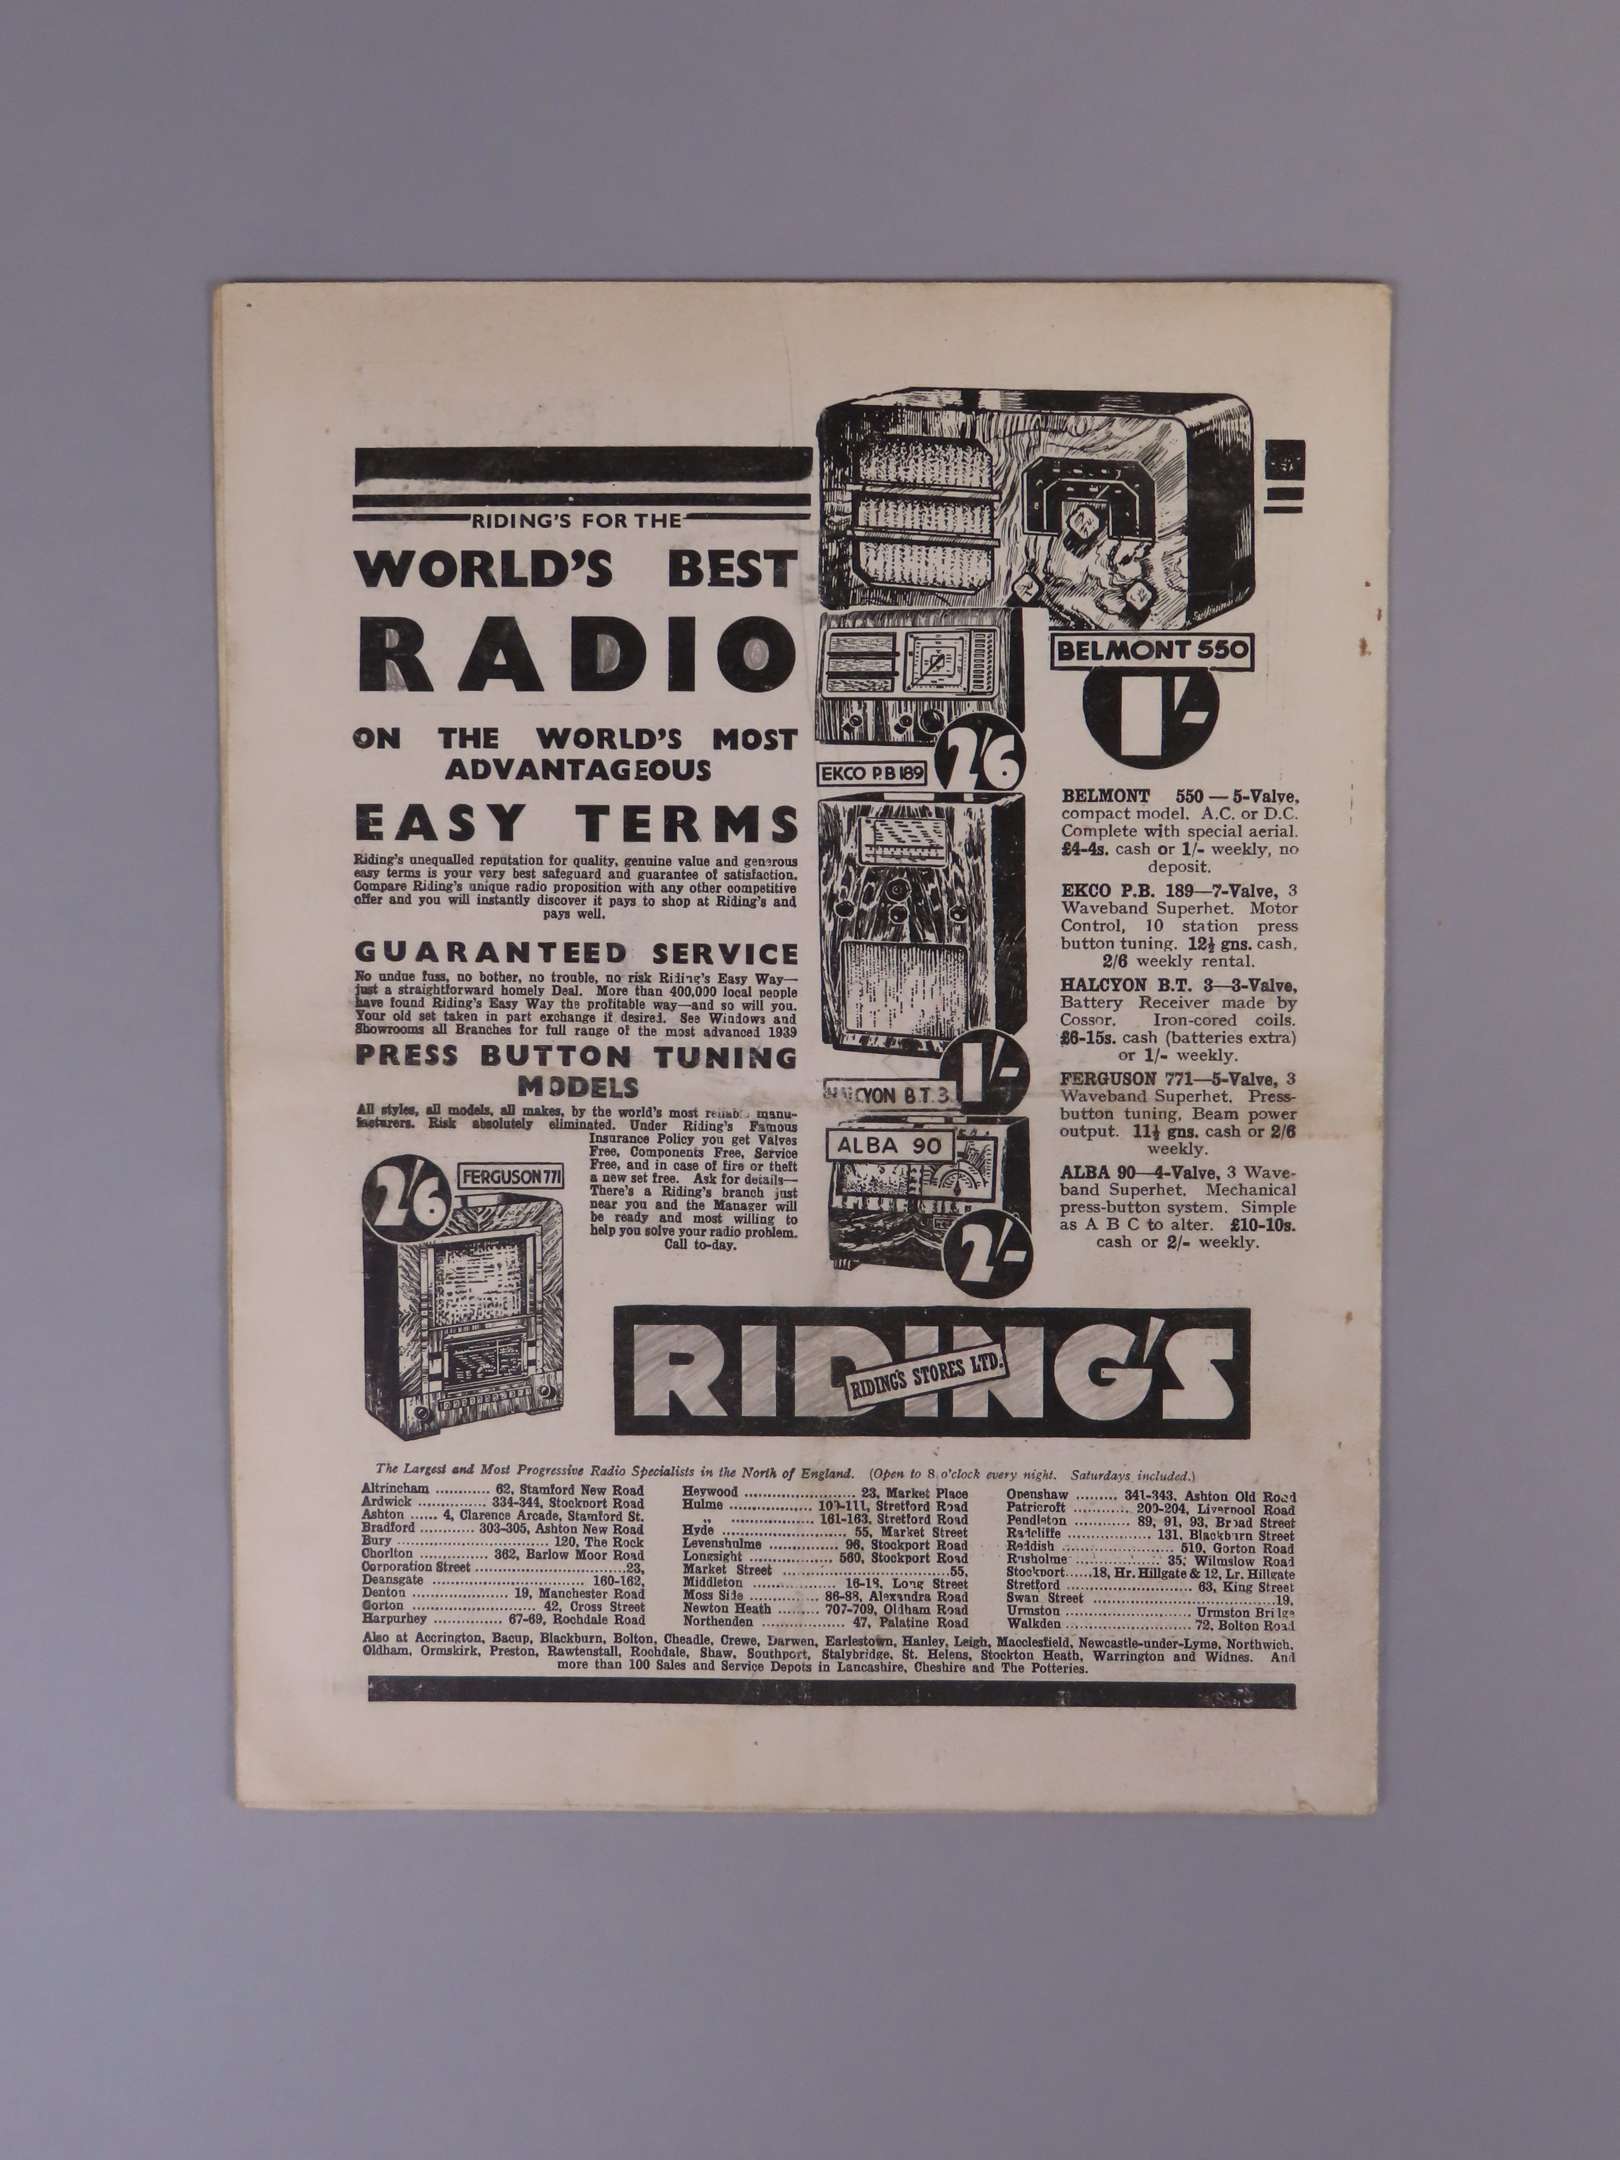 RIDING'S FOR THE
WORLD'S BEST
RADIO
ON THE WORLD'S MOST
ADVANTAGEOUS
EASY TERMS
Riding's unequalled reputation for quality, genuine value and generous
easy terms is your very best safeguard and guarantee of satisfaction.
Compare Riding's unique radio proposition with any other competitive
offer and you will instantly discover it pays to shop at Riding's and
pays well.
GUARANTEED SERVICE
No undue fuss, no bother, no trouble, no risk Riding's Easy Way—
just a straightforward homely Deal. More than 400,000 local people
have found Riding's Easy Way the profitable way—and so will you.
Your old set taken in part exchange if desired. See Windows and
Showrooms all Branches for full range of the most advanced 1939
PRESS BUTTON TUNING
MODELS
All styles, all models, all makes, by the world's most reliable manu-
facturers. Risk absolutely eliminated. Under Riding's Famous
Insurance Policy you get Valves
Free, Components Free, Service
Free, and in case of fire or theft
a new set free. Ask for details—
There's a Riding's branch just
near you and the Manager will
be ready and most willing to
help you solve your radio problem.
Call to-day.
2/6
FERGUSON 771
BELMONT 550
1/-
EKCO P.B 189
2/6
HALCYON B.T. 3
1/-
ALBA 90
2/-
BELMONT 550—5-Valve,
compact model. A.C. or D.C.
Complete with special aerial.
£4-4s. cash or 1/- weekly, no
deposit.
EKCO P.B. 189—7-Valve, 3
Waveband Superhet. Motor
Control, 10 station press
button tuning. 12½ gns. cash,
2/6 weekly rental.
HALCYON B.T. 3—3-Valve,
Battery Receiver made by
Cossor. Iron-cored coils.
£6-15s. cash (batteries extra)
or 1/- weekly.
FERGUSON 771—5-Valve, 3
Waveband Superhet. Press-
button tuning, Beam power
output. 11½ gns. cash or 2/6
weekly.
ALBA 90—4-Valve, 3 Wave-
band Superhet. Mechanical
press-button system. Simple
as A B C to alter. £10-10s.
cash or 2/- weekly.
RIDING'S
RIDING'S STORES LTD.
The Largest and Most Progressive Radio Specialists in the North of England. (Open to 8 o'clock every night. Saturdays included.)
Altrincham ............ 62, Stamford New Road
Ardwick .............. 334-344, Stockport Road
Ashton ...... 4, Clarence Arcade, Stamford St.
Bradford ............ 303-305, Ashton New Road
Bury ................................ 120, The Rock
Chorlton .............. 362, Barlow Moor Road
Corporation Street ..............................23,
Deansgate .............................. 160-162,
Denton .................... 19, Manchester Road
Gorton .......................... 42, Cross Street
Harpurhey .............. 67-69, Rochdale Road
Heywood ...................... 23, Market Place
Hulme ................ 109-111, Stretford Road
„ .................... 161-163, Stretford Road
Hyde .......................... 55, Market Street
Levenshulme .............. 96, Stockport Road
Longsight ................. 560, Stockport Road
Market Street ....................................55,
Middleton ................. 16-18, Long Street
Moss Side ................ 86-88, Alexandra Road
Newton Heath ......... 707-709, Oldham Road
Northenden ................. 47, Palatine Road
Openshaw ......... 341-343, Ashton Old Road
Patricroft ............ 200-204, Liverpool Road
Pendleton ............ 89, 91, 93, Broad Street
Radcliffe .................. 131, Blackburn Street
Reddish ......................... 510, Gorton Road
Rusholme .................. 35, Wilmslow Road
Stockport......18, Hr. Hillgate & 12, Lr. Hillgate
Stretford .......................... 63, King Street
Swan Street ......................................19,
Urmston .......................... Urmston Bridge
Walkden ......................... 72, Bolton Road
Also at Accrington, Bacup, Blackburn, Bolton, Cheadle, Crewe, Darwen, Earlestown, Hanley, Leigh, Macclesfield, Newcastle-under-Lyme, Northwich,
Oldham, Ormskirk, Preston, Rawtenstall, Rochdale, Shaw, Southport, Stalybridge, St. Helens, Stockton Heath, Warrington and Widnes. And
more than 100 Sales and Service Depots in Lancashire, Cheshire and The Potteries.